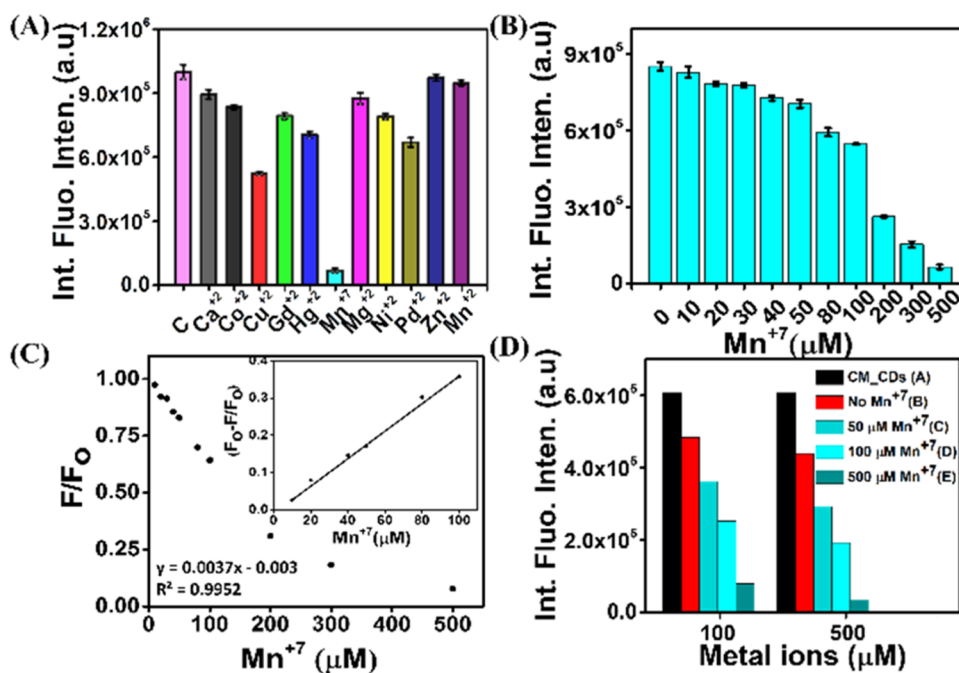 (A)
Int. Fluo. Inten. (a.u)
1.2x10⁶
9.0x10⁵
6.0x10⁵
3.0x10⁵
0.0
C Ca⁺² Co⁺² Cu⁺² Gd⁺² Hg⁺² Mn⁺⁷ Mg⁺² Ni⁺² Pd⁺² Zn⁺² Mn⁺²
(B)
Int. Fluo. Inten. (a.u)
9x10⁵
6x10⁵
3x10⁵
0
0 10 20 30 40 50 80 100 200 300 500
Mn⁺⁷(μM)
(C)
F/F₀
1.00
0.75
0.50
0.25
0.00
0 100 200 300 400 500
Mn⁺⁷ (μM)
y = 0.0037x - 0.003
R² = 0.9952
(F₀-F/F₀)
0.4
0.3
0.2
0.1
0.0
20 40 60 80 100
Mn⁺⁷(μM)
(D)
Int. Fluo. Inten. (a.u)
6.0x10⁵
4.0x10⁵
2.0x10⁵
0.0
CM_CDs (A)
No Mn⁺⁷(B)
50 μM Mn⁺⁷(C)
100 μM Mn⁺⁷(D)
500 μM Mn⁺⁷(E)
100 500
Metal ions (μM)